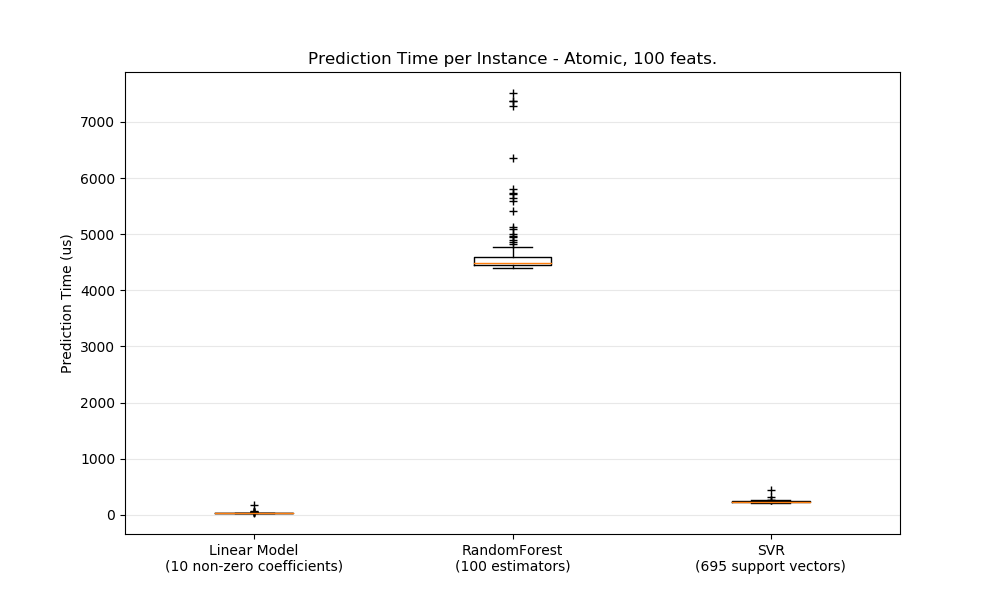 Prediction Time per Instance - Atomic, 100 feats.
Prediction Time (us)
7000
6000
5000
4000
3000
2000
1000
0
Linear Model
(10 non-zero coefficients)
RandomForest
(100 estimators)
SVR
(695 support vectors)